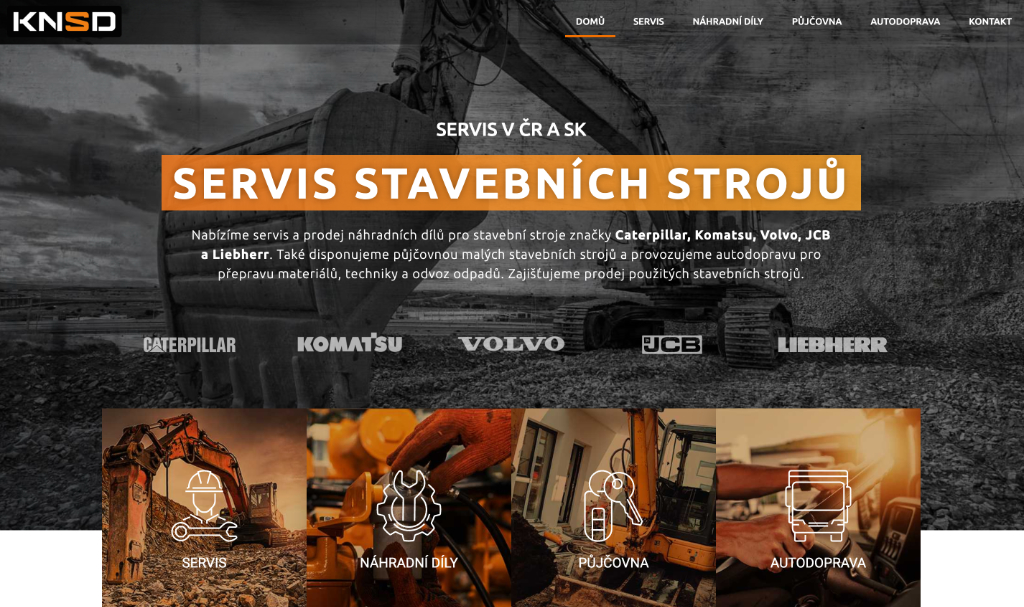 KNSD
DOMŮ SERVIS NÁHRADNÍ DÍLY PŮJČOVNA AUTODOPRAVA KONTAKT
SERVIS V ČR A SK
SERVIS STAVEBNÍCH STROJŮ
Nabízíme servis a prodej náhradních dílů pro stavební stroje značky Caterpillar, Komatsu, Volvo, JCB
a Liebherr. Také disponujeme půjčovnou malých stavebních strojů a provozujeme autodopravu pro
přepravu materiálů, techniky a odvoz odpadů. Zajišťujeme prodej použitých stavebních strojů.
CATERPILLAR KOMATSU VOLVO JCB LIEBHERR
SERVIS NÁHRADNÍ DÍLY PŮJČOVNA AUTODOPRAVA